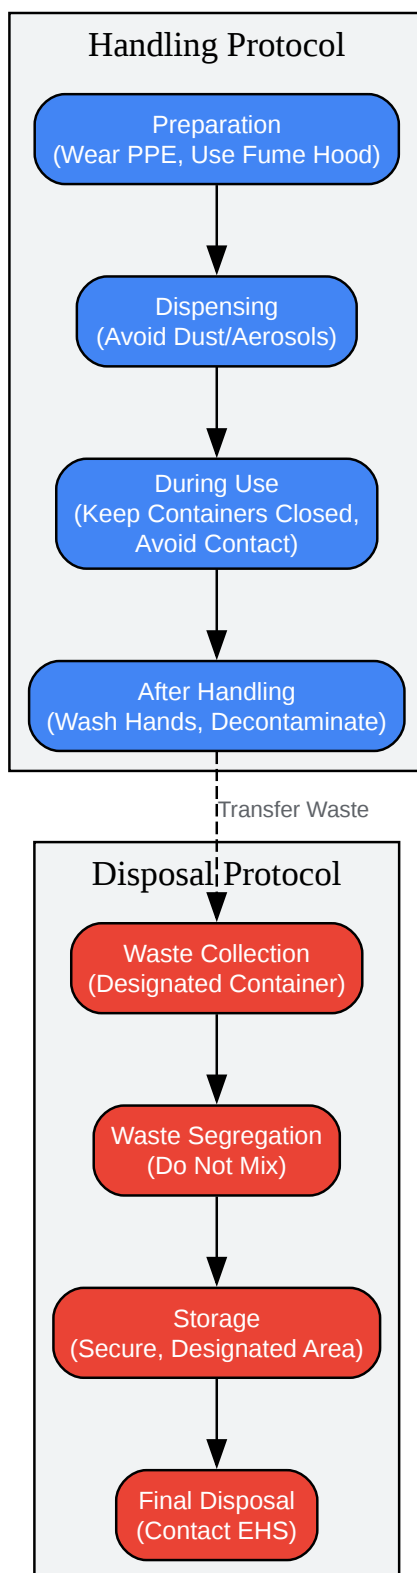 Handling Protocol
Preparation
(Wear PPE, Use Fume Hood)
Dispensing
(Avoid Dust/Aerosols)
During Use
(Keep Containers Closed,
Avoid Contact)
After Handling
(Wash Hands, Decontaminate)
Transfer Waste
Disposal Protocol
Waste Collection
(Designated Container)
Waste Segregation
(Do Not Mix)
Storage
(Secure, Designated Area)
Final Disposal
(Contact EHS)